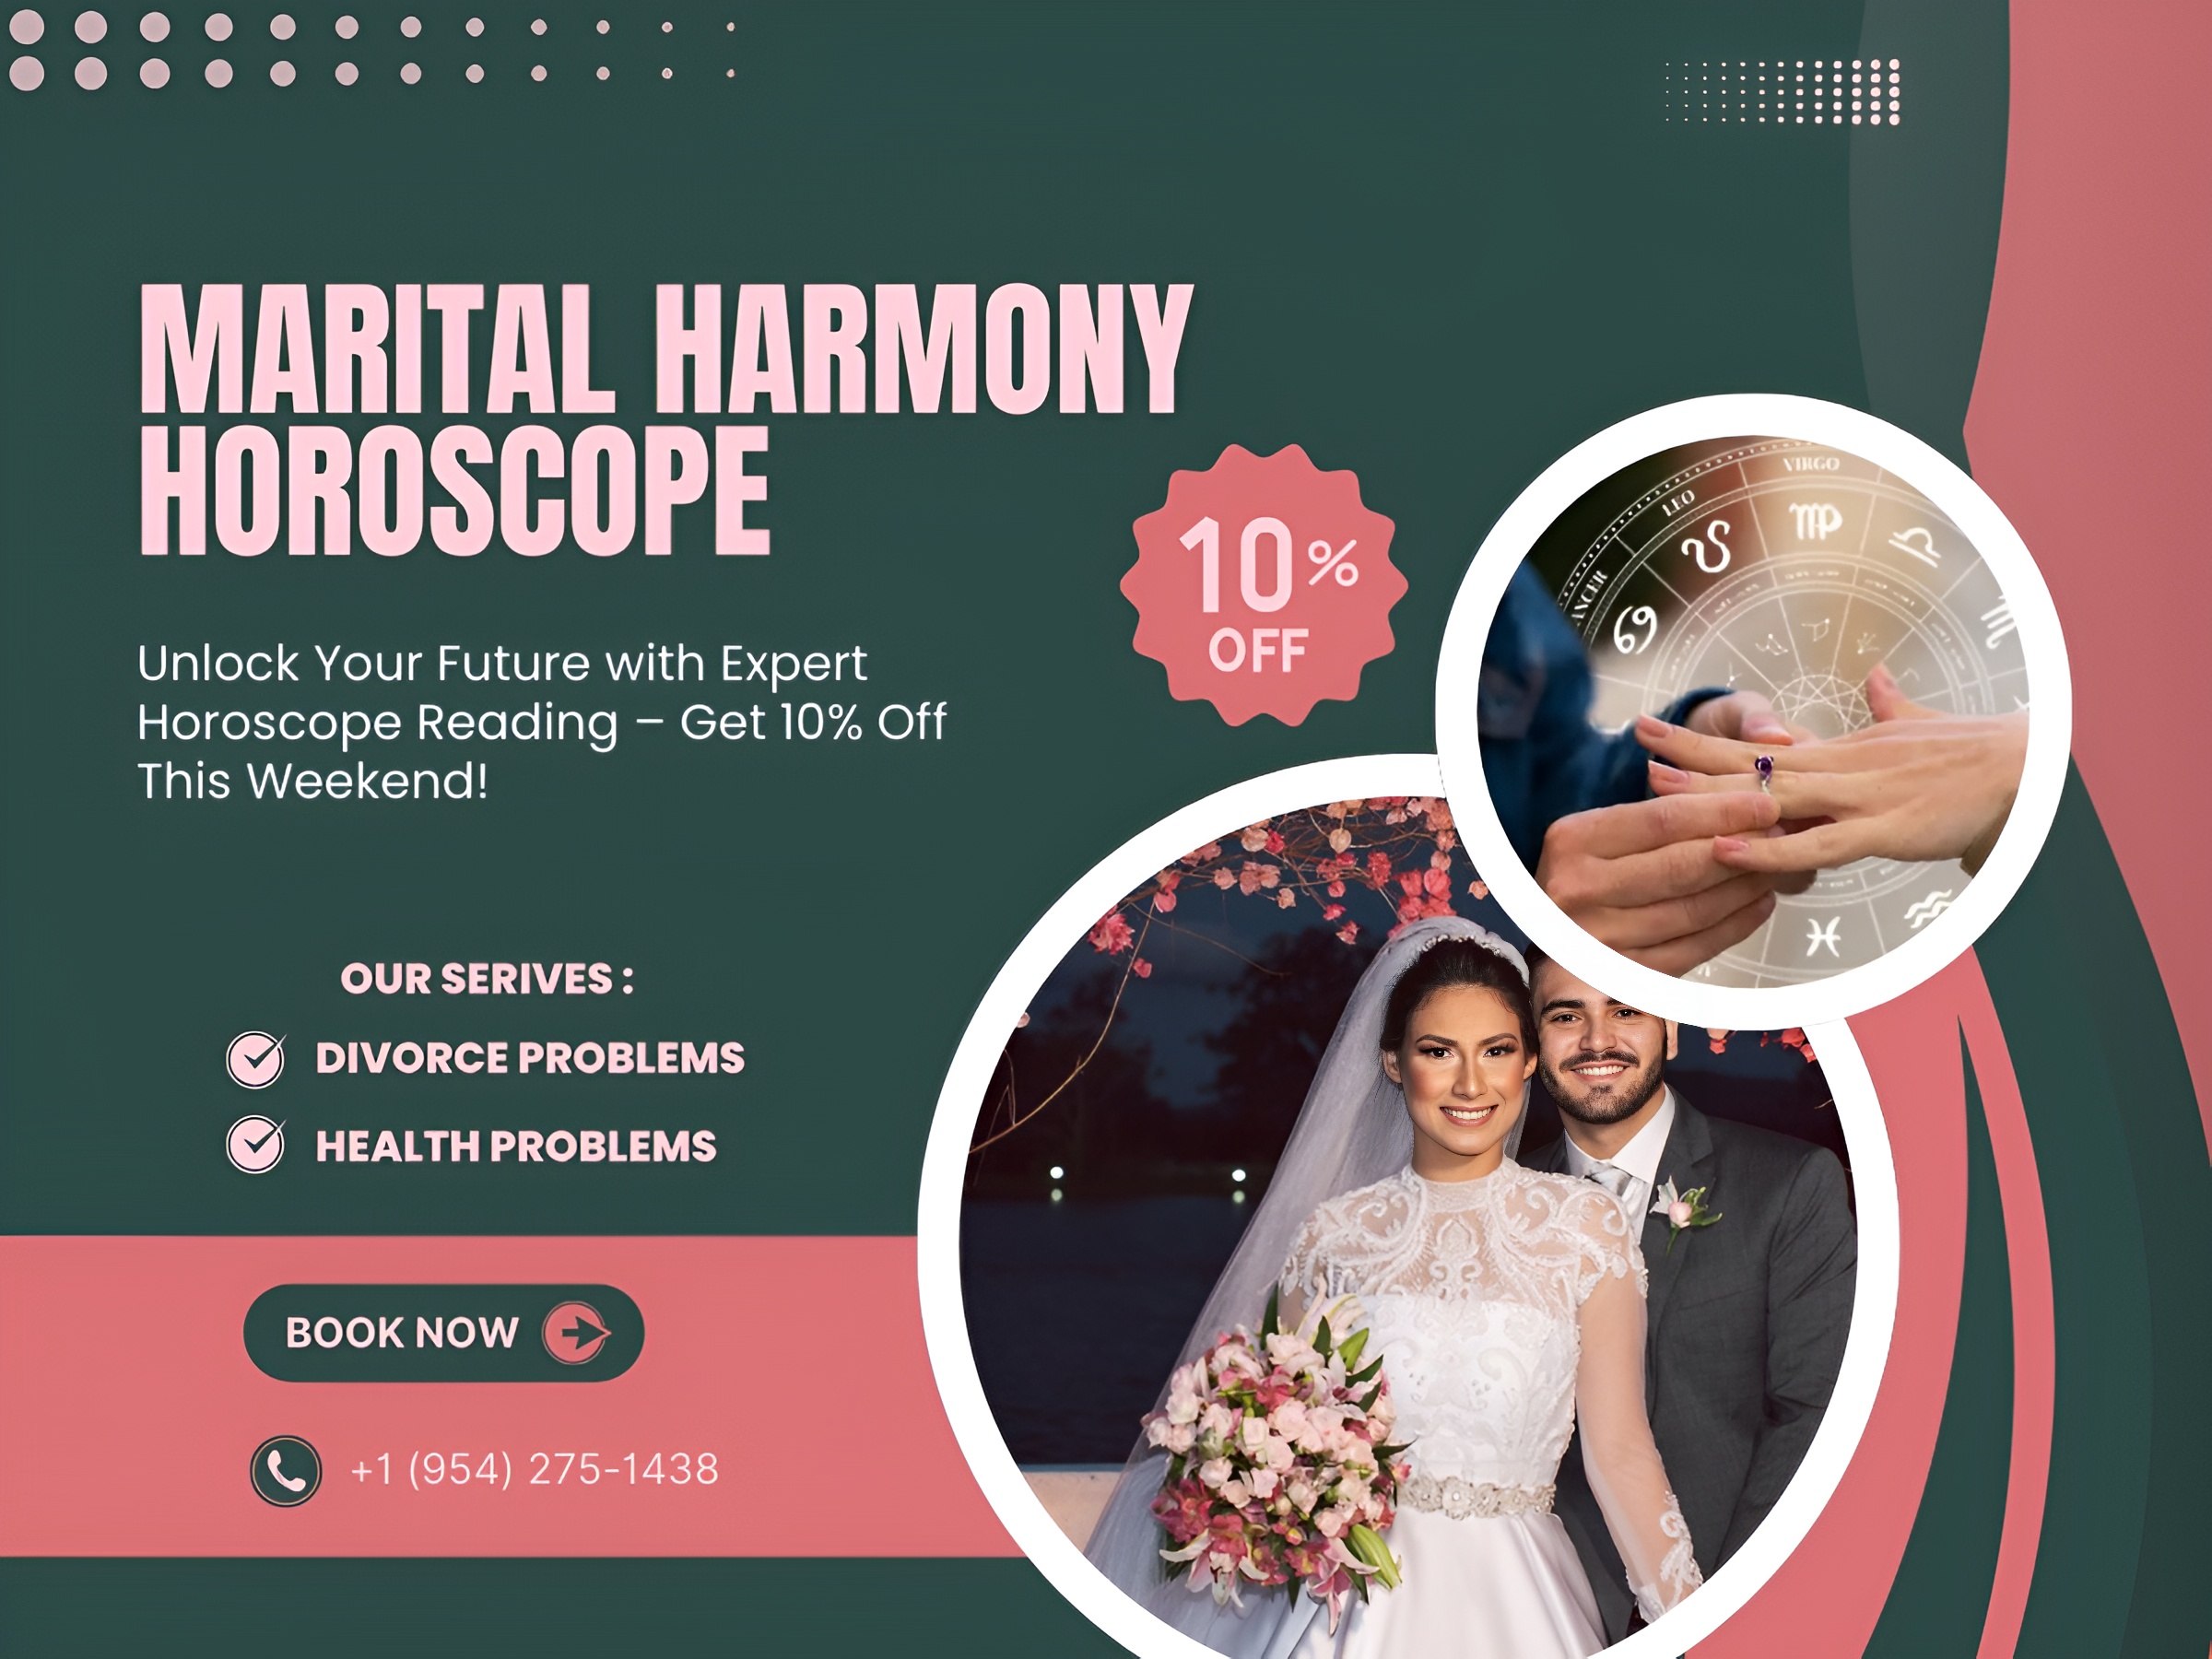 MARITAL HARMONY
HOROSCOPE
Unlock Your Future with Expert
Horoscope Reading – Get 10% Off
This Weekend!
10%
OFF
VIRGO
LEO
OUR SERIVES :
DIVORCE PROBLEMS
HEALTH PROBLEMS
BOOK NOW
+1 (954) 275-1438